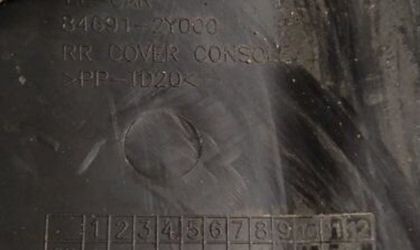 84691-2Y000
RR COVER CONSOLE
>PP-TD20<
1 2 3 4 5 6 7 8 9 10 11 12